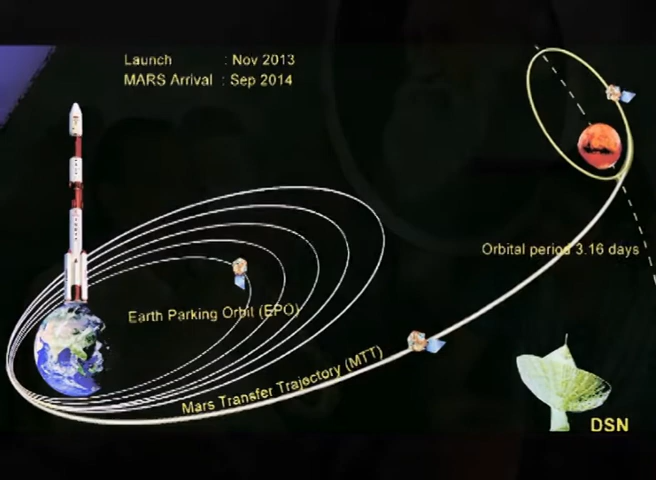 Launch : Nov 2013
MARS Arrival : Sep 2014
Orbital period 3.16 days
Earth Parking Orbit (EPO)
Mars Transfer Trajectory (MTT)
DSN